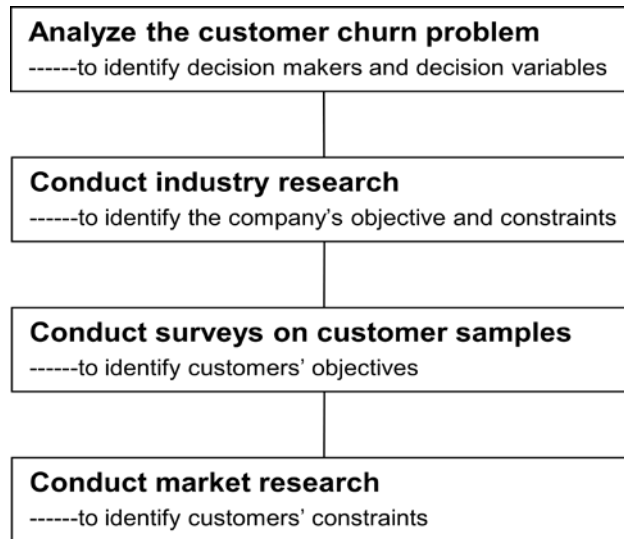 Analyze the customer churn problem
------to identify decision makers and decision variables
Conduct industry research
------to identify the company's objective and constraints
Conduct surveys on customer samples
------to identify customers' objectives
Conduct market research
------to identify customers' constraints